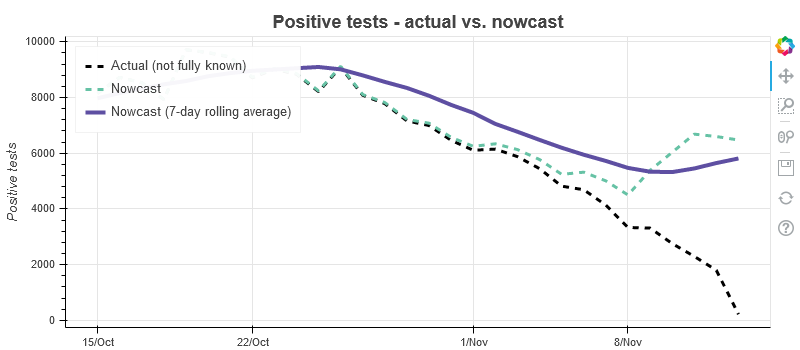 Positive tests - actual vs. nowcast
10000
8000
6000
4000
2000
0
Positive tests
Actual (not fully known)
Nowcast
Nowcast (7-day rolling average)
15/Oct
22/Oct
1/Nov
8/Nov